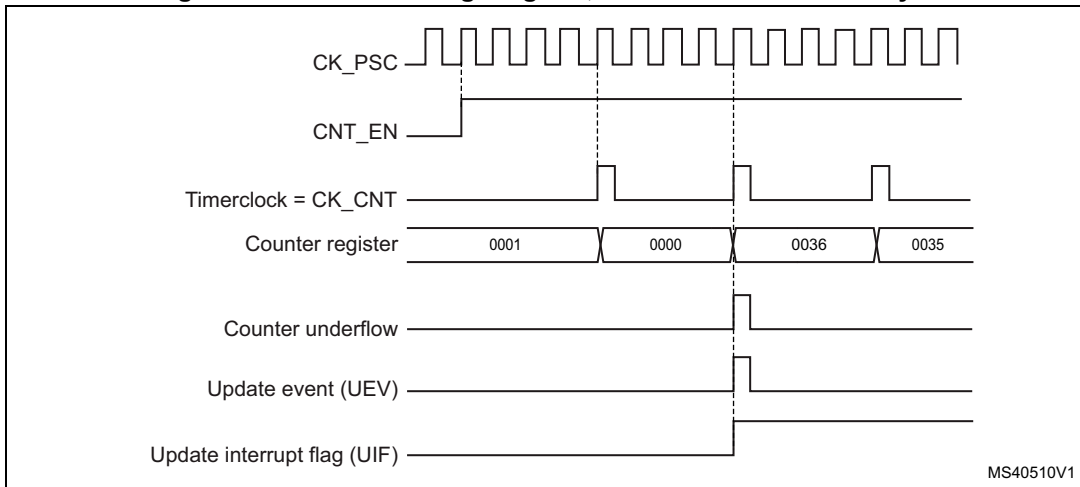 CK_PSC
CNT_EN
Timerclock = CK_CNT
Counter register
0001
0000
0036
0035
Counter underflow
Update event (UEV)
Update interrupt flag (UIF)
MS40510V1